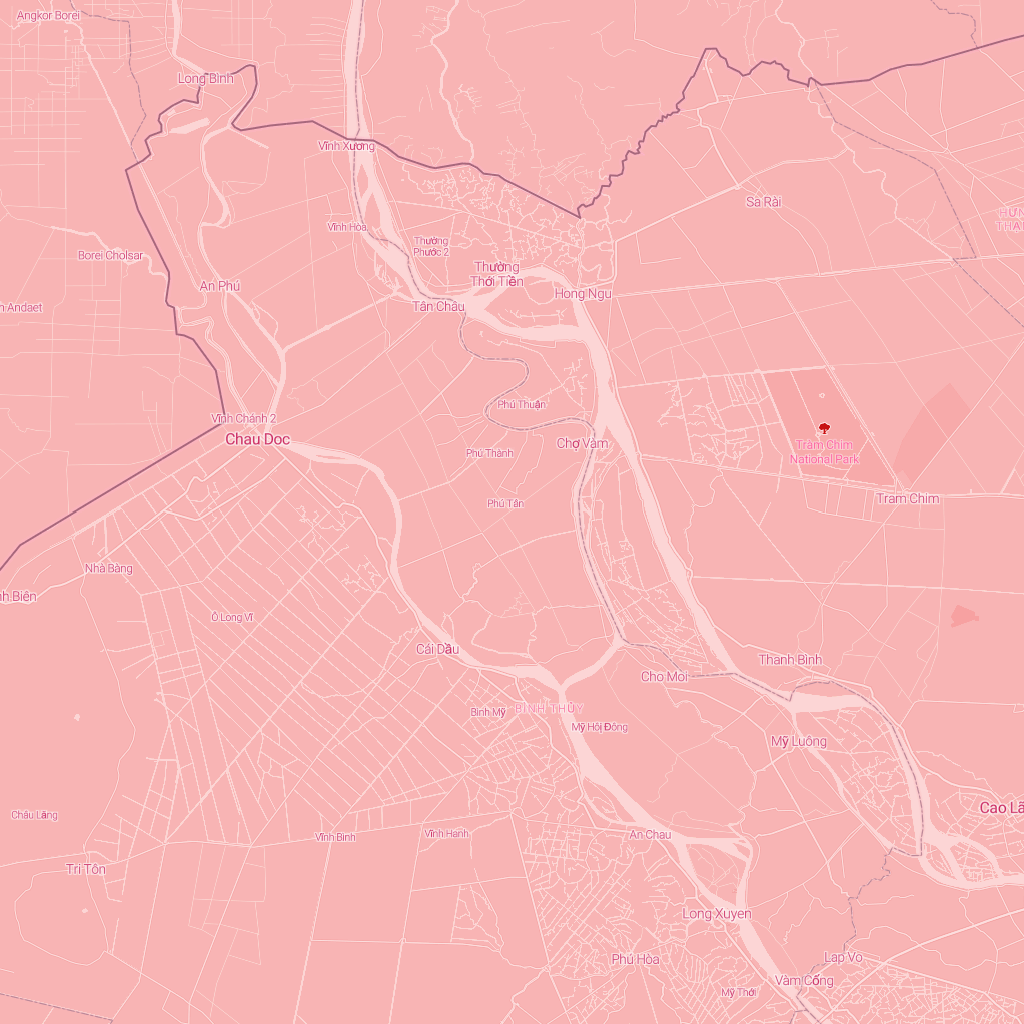 Angkor Borei
Long Bình
Vĩnh Xương
Sa Rài
Vĩnh Hòa
Thường
Phước 2
Borei Cholsar
Thường
Thới Tiền
An Phú
Hong Ngu
Andaet
Tân Châu
Phú Thuận
Vĩnh Chánh 2
Chau Doc
Chợ Vàm
Tràm Chim
National Park
Phú Thành
Phú Tân
Tram Chim
Nhà Bàng
Ô Long Vĩ
Cái Dầu
Thanh Bình
Cho Moi
Bình Mỹ
BÌNH THỦY
Mỹ Hội Đông
Mỹ Luông
Châu Lăng
Cao Lã
Vĩnh Bình
Vĩnh Hanh
An Chau
Tri Tôn
Long Xuyen
Phú Hòa
Lap Vo
Vàm Cống
Mỹ Thới